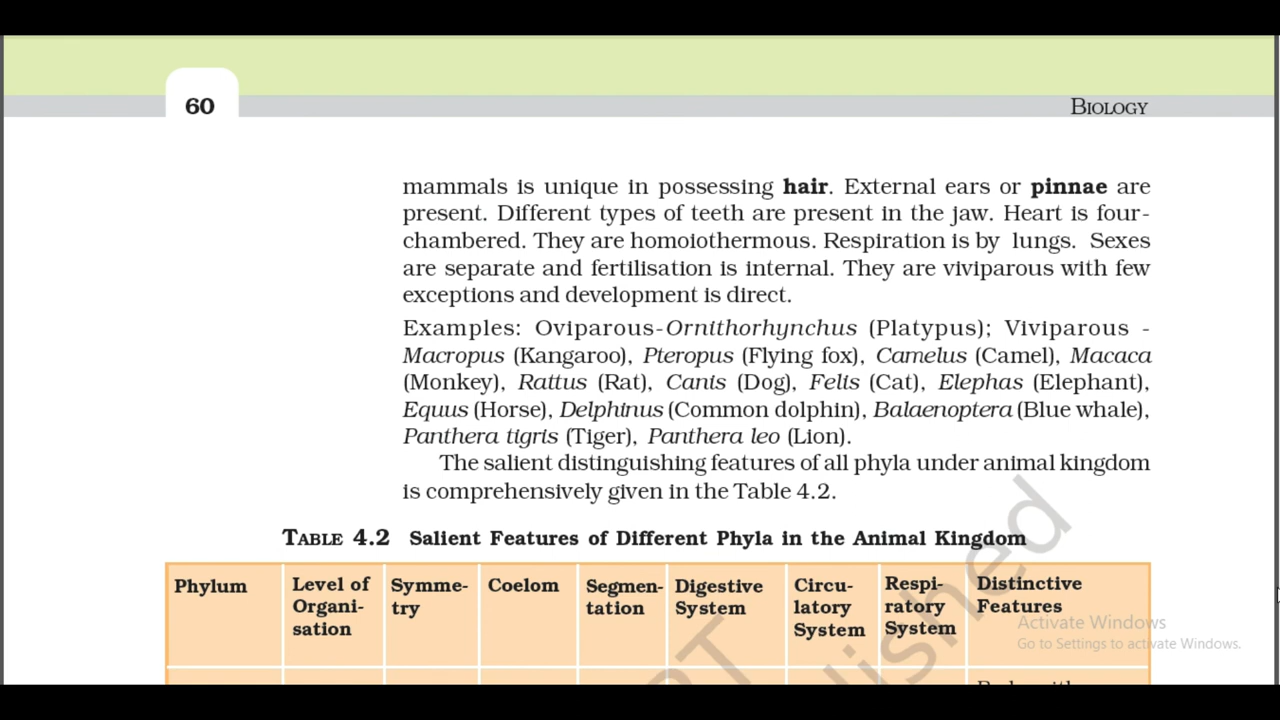 60
BIOLOGY
mammals is unique in possessing hair. External ears or pinnae are
present. Different types of teeth are present in the jaw. Heart is four-
chambered. They are homoiothermous. Respiration is by lungs. Sexes
are separate and fertilisation is internal. They are viviparous with few
exceptions and development is direct.
Examples: Oviparous-Ornithorhynchus (Platypus); Viviparous -
Macropus (Kangaroo), Pteropus (Flying fox), Camelus (Camel), Macaca
(Monkey), Rattus (Rat), Canis (Dog), Felis (Cat), Elephas (Elephant),
Equus (Horse), Delphinus (Common dolphin), Balaenoptera (Blue whale),
Panthera tigris (Tiger), Panthera leo (Lion).
The salient distinguishing features of all phyla under animal kingdom
is comprehensively given in the Table 4.2.
TABLE 4.2 Salient Features of Different Phyla in the Animal Kingdom
Phylum
Level of
Organi-
sation
Symme-
try
Coelom
Segmen-
tation
Digestive
System
Circu-
latory
System
Respi-
ratory
System
Distinctive
Features
Activate Windows
Go to Settings to activate Windows.